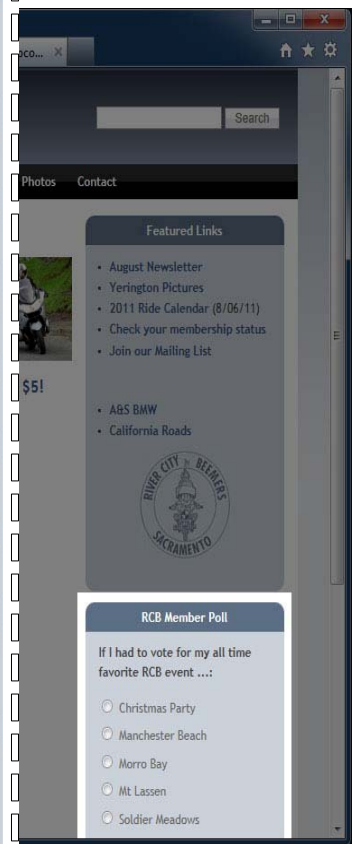 oco...
Search
Photos Contact
Featured Links
• August Newsletter
• Yerington Pictures
• 2011 Ride Calendar (8/06/11)
• Check your membership status
• Join our Mailing List
$5!
• A&S BMW
• California Roads
RIVER CITY BEEMERS
SACRAMENTO
RCB Member Poll
If I had to vote for my all time
favorite RCB event ...:
Christmas Party
Manchester Beach
Morro Bay
Mt Lassen
Soldier Meadows